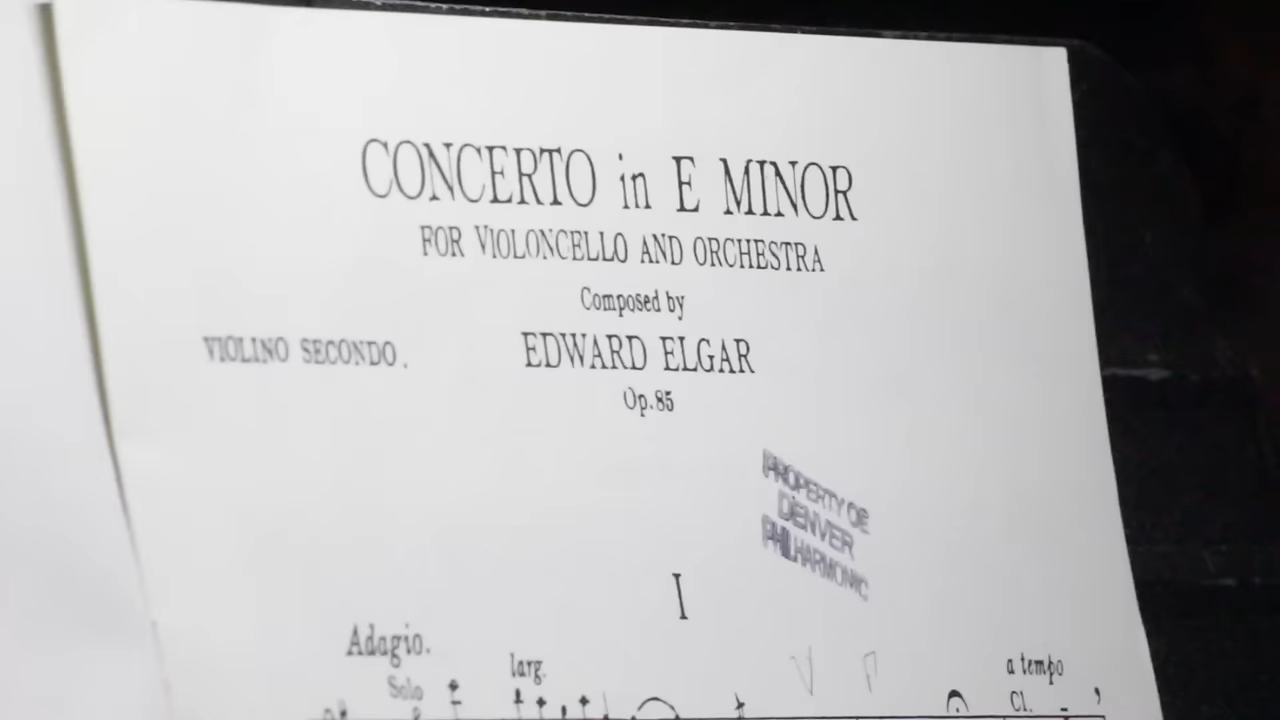 CONCERTO in E MINOR
FOR VIOLONCELLO AND ORCHESTRA
Composed by
VIOLINO SECONDO.
EDWARD ELGAR
Op. 85
PROPERTY OF
DENVER
PHILHARMONIC
I
Adagio.
Solo
larg.
a tempo
Cl.